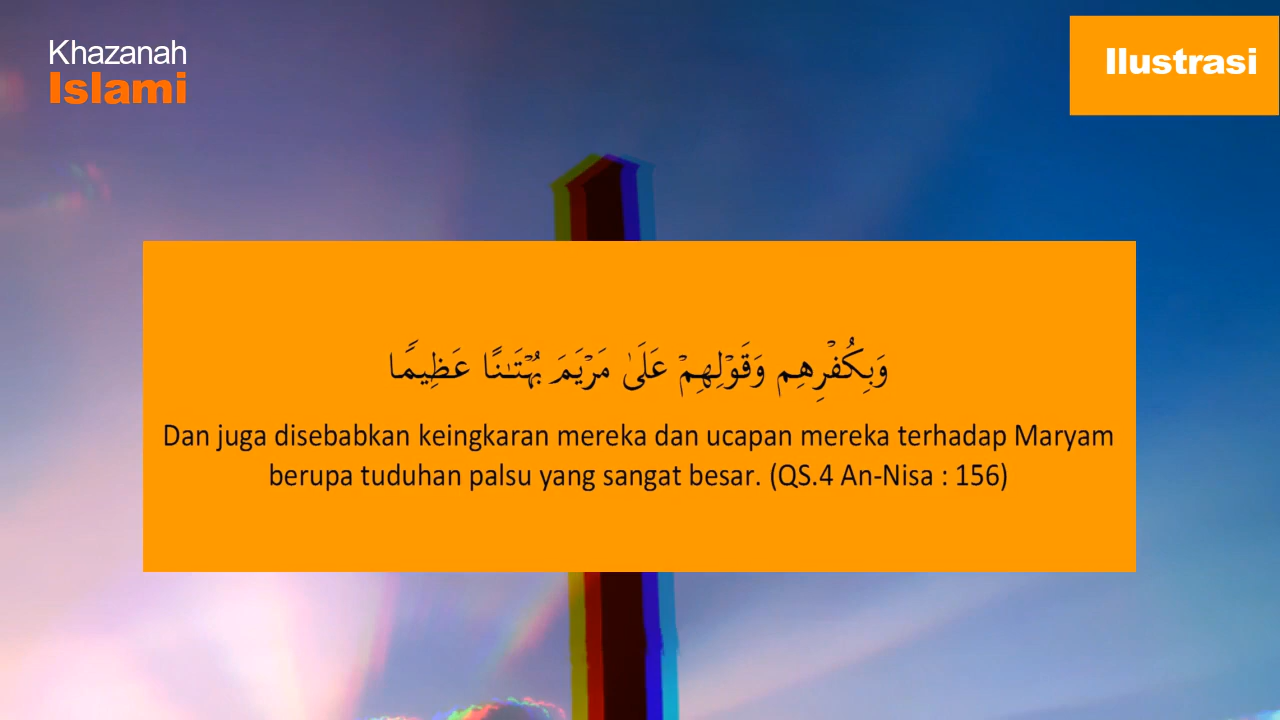 Khazanah
Islami
Ilustrasi
وَبِكُفْرِهِم وَقَوْلِهِمْ عَلَىٰ مَرْيَمَ بُهْتَـٰنًا عَظِيمًا
Dan juga disebabkan keingkaran mereka dan ucapan mereka terhadap Maryam
berupa tuduhan palsu yang sangat besar. (QS.4 An-Nisa : 156)